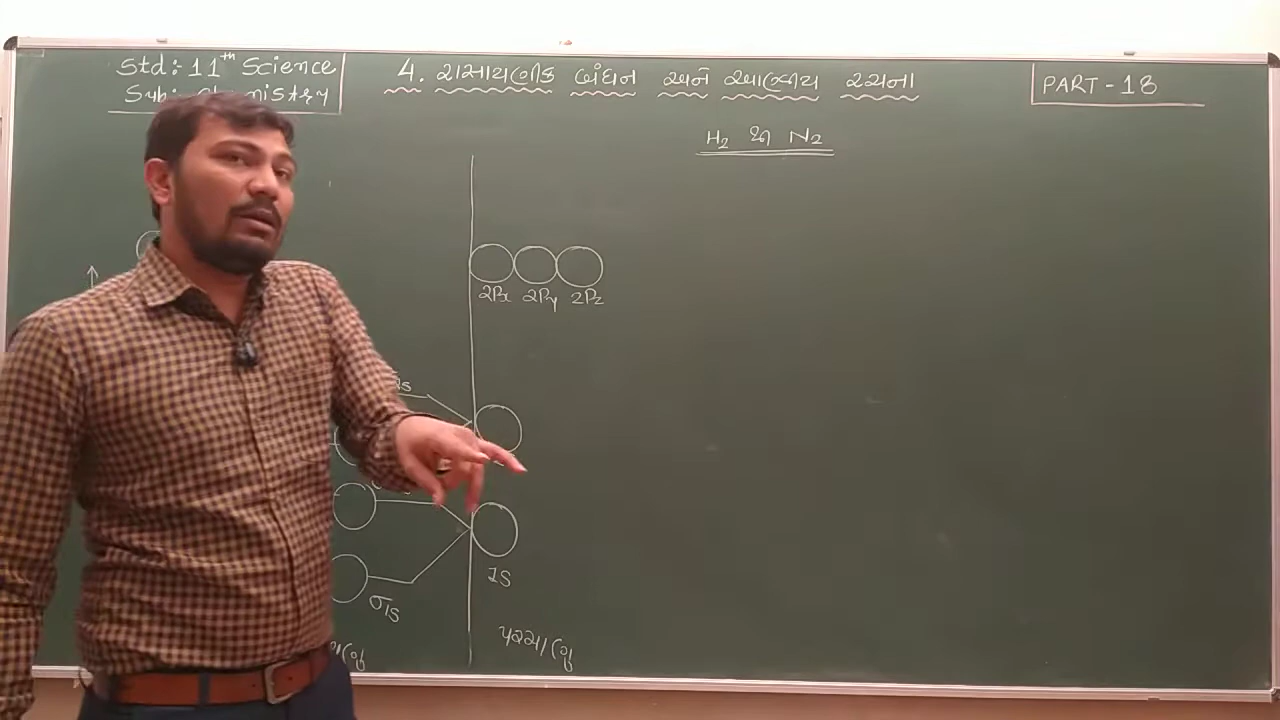 Std:- 11th Science
Sub:- Chemistry
4. રાસાયણીક બંધન અને આણ્વીય રચના
PART - 18
H₂ થી N₂
2Px 2Py 2Pz
1S
σ1S
પરમાણુ